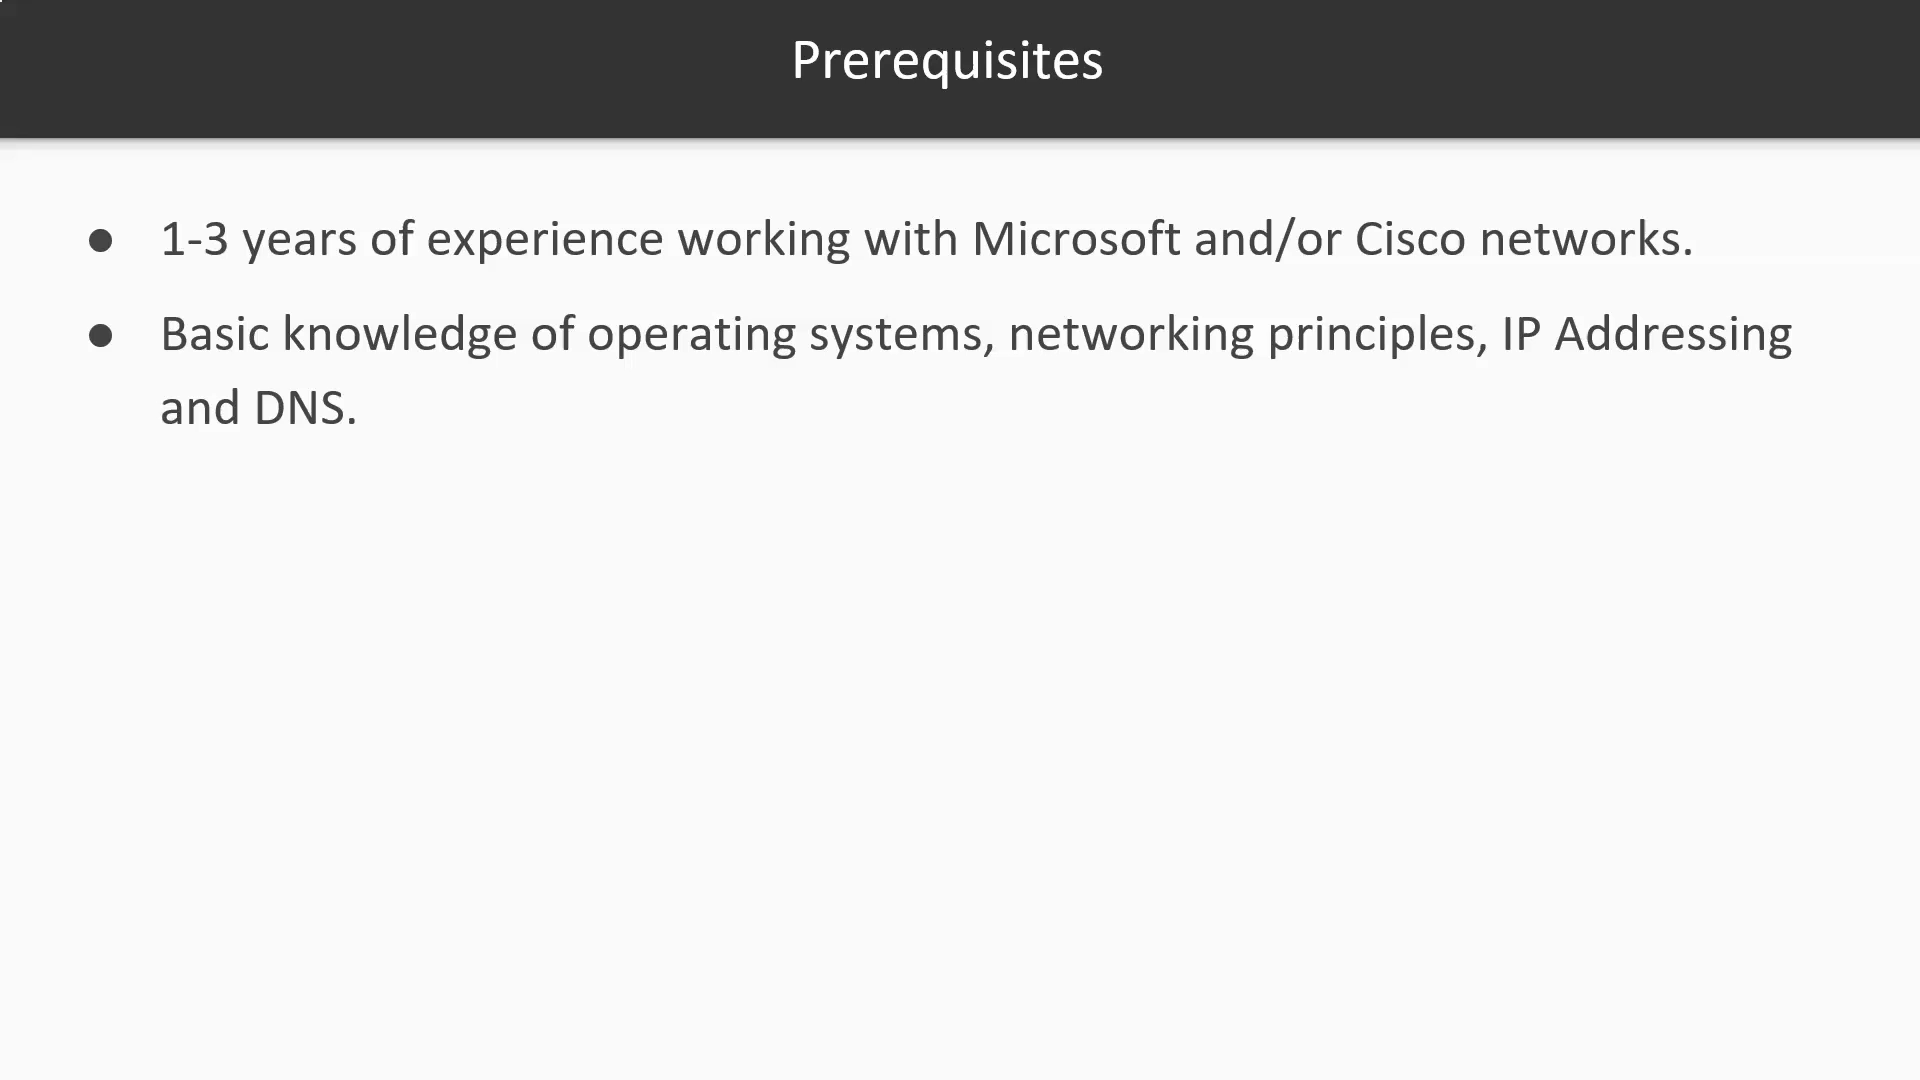 Prerequisites
● 1-3 years of experience working with Microsoft and/or Cisco networks.
● Basic knowledge of operating systems, networking principles, IP Addressing
and DNS.